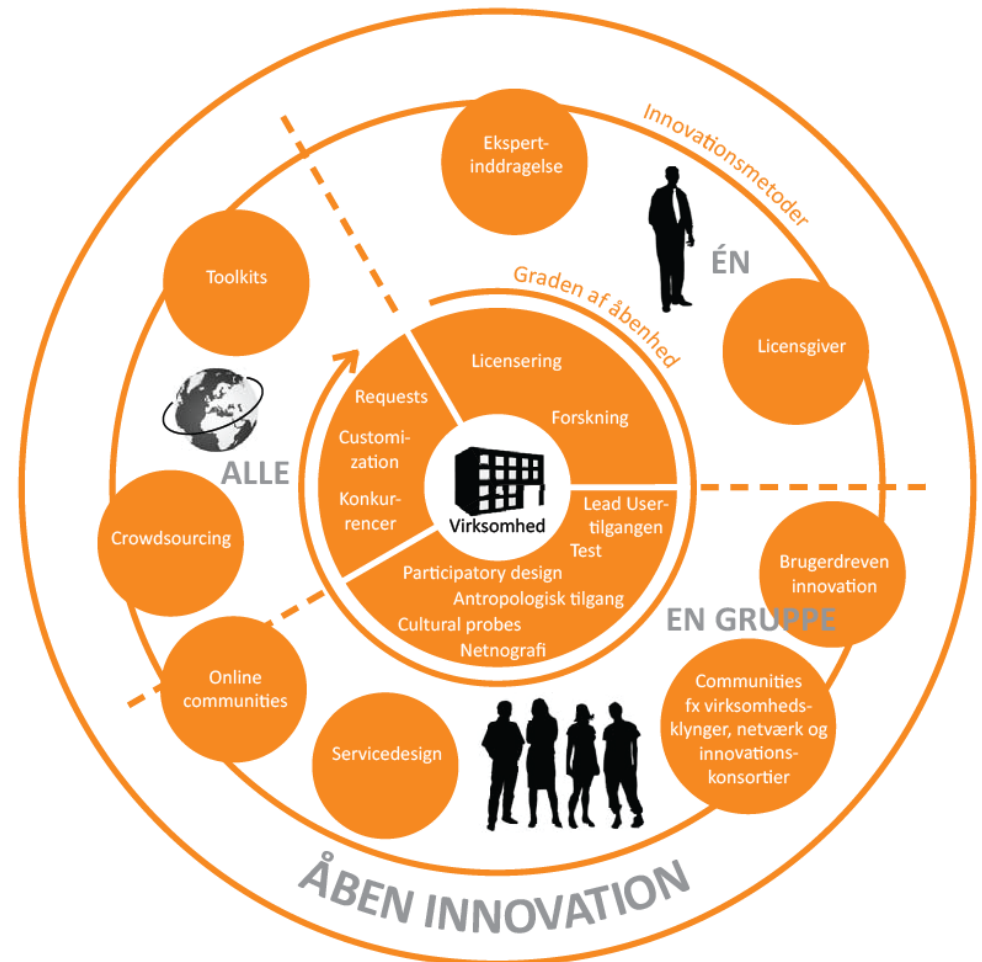 Innovationsmetoder
Ekspert-
inddragelse
ÉN
Graden af åbenhed
Licensgiver
Toolkits
ALLE
Crowdsourcing
Online
communities
Servicedesign
EN GRUPPE
Brugerdreven
innovation
Communities
fx virksomheds-
klynger, netværk og
innovations-
konsortier
Licensering
Forskning
Requests
Customi-
zation
Konkur-
rencer
Virksomhed
Lead User-
tilgangen
Test
Participatory design
Antropologisk tilgang
Cultural probes
Netnografi
ÅBEN INNOVATION